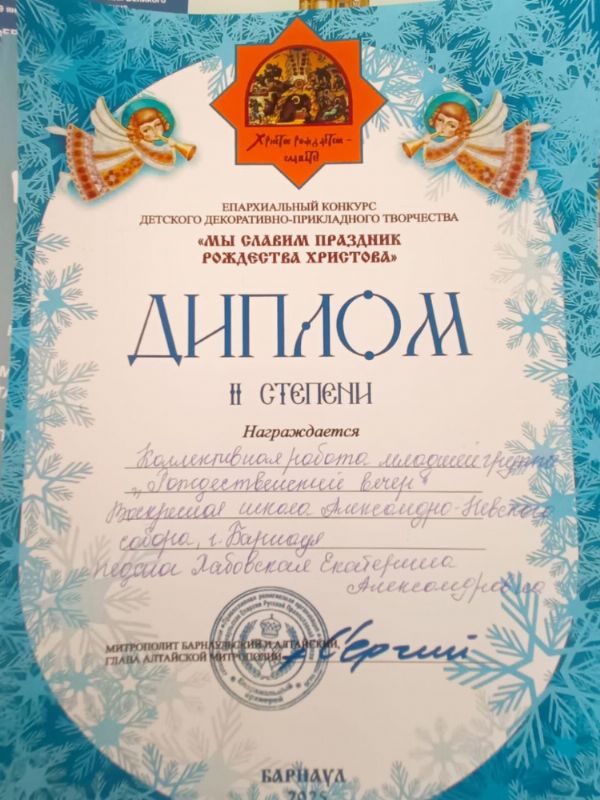 Христос рождается –
славите!
ЕПАРХИАЛЬНЫЙ КОНКУРС
ДЕТСКОГО ДЕКОРАТИВНО-ПРИКЛАДНОГО ТВОРЧЕСТВА
«МЫ СЛАВИМ ПРАЗДНИК
РОЖДЕСТВА ХРИСТОВА»
ДИПЛОМ
II СТЕПЕНИ
Награждается
Коллективная работа младшей группы
„Рождественский вечер"
Воскресная школа Александро-Невского
собора, г. Барнаул
педагог Хабовская Екатерина
Александровна
МИТРОПОЛИТ БАРНАУЛЬСКИЙ И АЛТАЙСКИЙ,
ГЛАВА АЛТАЙСКОЙ МИТРОПОЛИИ
Сергий
БАРНАУЛ
2025